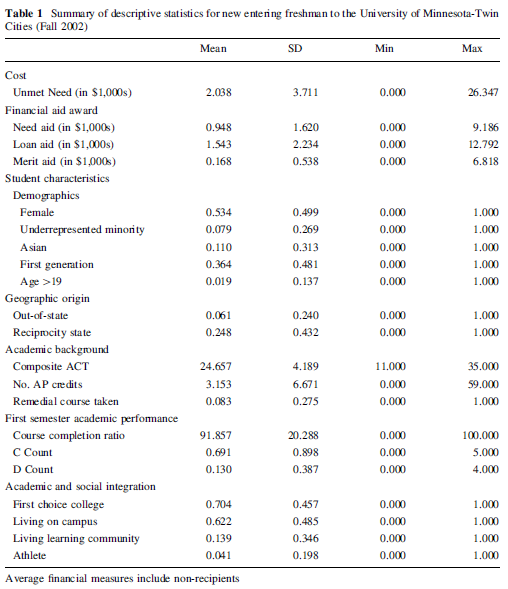 Table 1 Summary of descriptive statistics for new entering freshman to the University of Minnesota-Twin
Cities (Fall 2002)
Mean SD Min Max
Cost
Unmet Need (in $1,000s) 2.038 3.711 0.000 26.347
Financial aid award
Need aid (in $1,000s) 0.948 1.620 0.000 9.186
Loan aid (in $1,000s) 1.543 2.234 0.000 12.792
Merit aid (in $1,000s) 0.168 0.538 0.000 6.818
Student characteristics
Demographics
Female 0.534 0.499 0.000 1.000
Underrepresented minority 0.079 0.269 0.000 1.000
Asian 0.110 0.313 0.000 1.000
First generation 0.364 0.481 0.000 1.000
Age >19 0.019 0.137 0.000 1.000
Geographic origin
Out-of-state 0.061 0.240 0.000 1.000
Reciprocity state 0.248 0.432 0.000 1.000
Academic background
Composite ACT 24.657 4.189 11.000 35.000
No. AP credits 3.153 6.671 0.000 59.000
Remedial course taken 0.083 0.275 0.000 1.000
First semester academic performance
Course completion ratio 91.857 20.288 0.000 100.000
C Count 0.691 0.898 0.000 5.000
D Count 0.130 0.387 0.000 4.000
Academic and social integration
First choice college 0.704 0.457 0.000 1.000
Living on campus 0.622 0.485 0.000 1.000
Living learning community 0.139 0.346 0.000 1.000
Athlete 0.041 0.198 0.000 1.000
Average financial measures include non-recipients